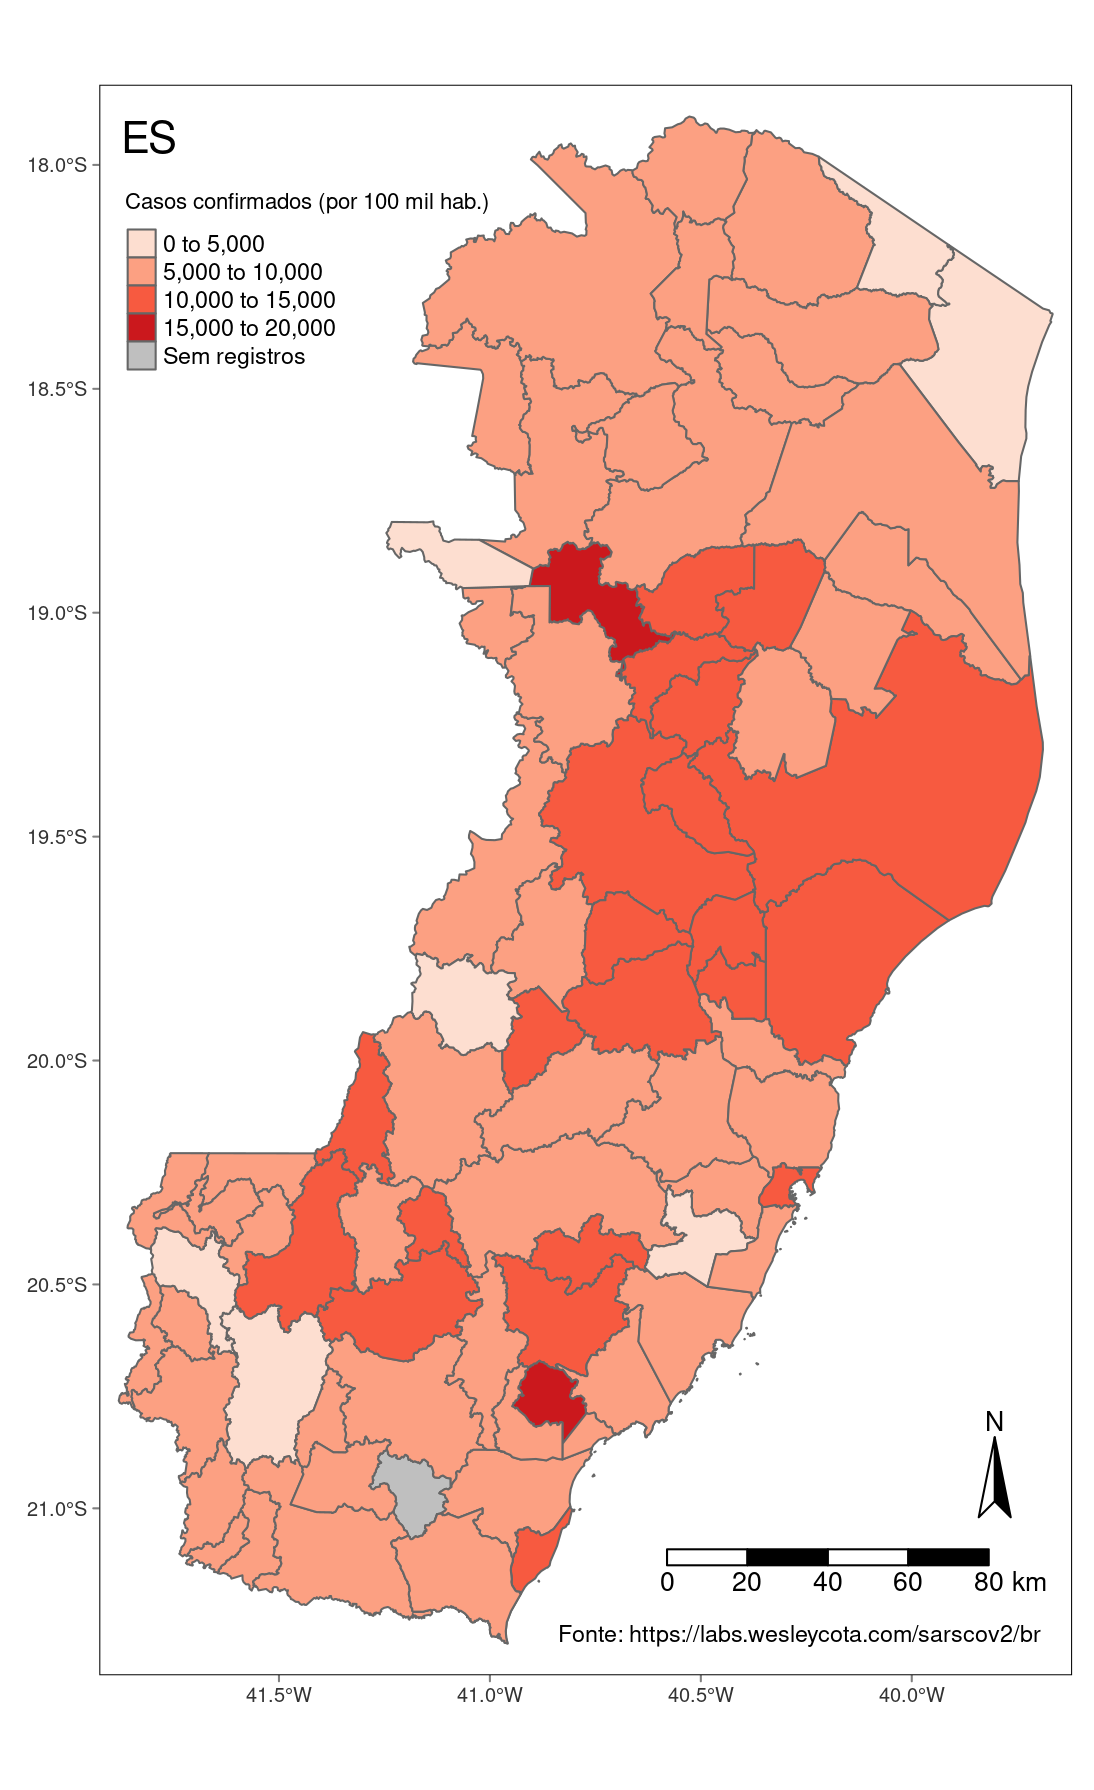 ES
Casos confirmados (por 100 mil hab.)
0 to 5,000
5,000 to 10,000
10,000 to 15,000
15,000 to 20,000
Sem registros
18.0°S
18.5°S
19.0°S
19.5°S
20.0°S
20.5°S
21.0°S
N
0 20 40 60 80 km
Fonte: https://labs.wesleycota.com/sarscov2/br
41.5°W 41.0°W 40.5°W 40.0°W